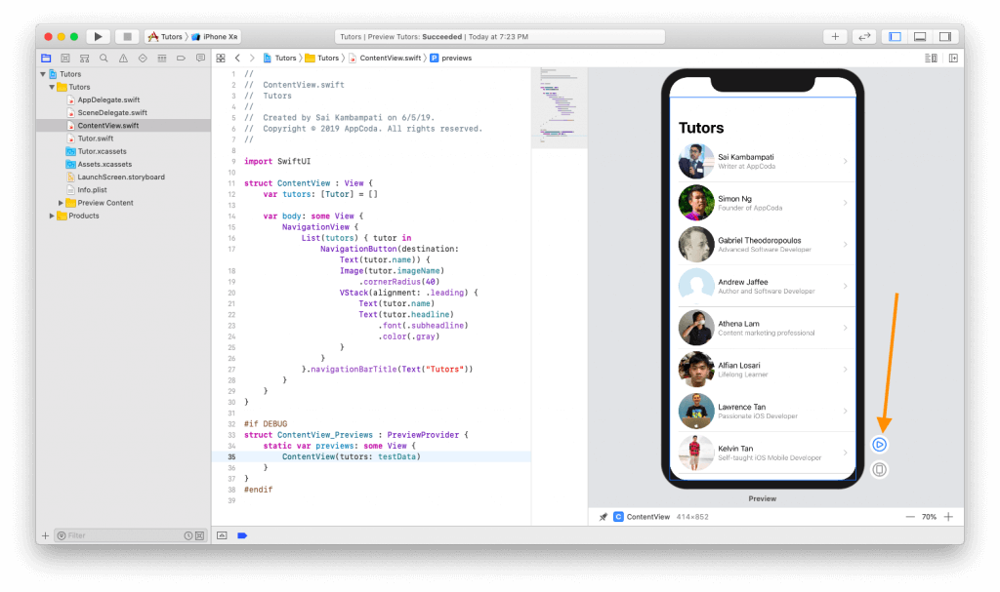 Tutors iPhone XR
Tutors | Preview Tutors: Succeeded | Today at 7:23 PM
Tutors Tutors ContentView.swift P previews
Tutors
Tutors
AppDelegate.swift
SceneDelegate.swift
ContentView.swift
Tutor.swift
Tutor.xcassets
Assets.xcassets
LaunchScreen.storyboard
Info.plist
Preview Content
Products
Filter
1 //
2 // ContentView.swift
3 // Tutors
4 //
5 // Created by Sai Kambampati on 6/5/19.
6 // Copyright © 2019 AppCoda. All rights reserved.
7 //
8
9 import SwiftUI
10
11 struct ContentView : View {
12 var tutors: [Tutor] = []
13
14 var body: some View {
15 NavigationView {
16 List(tutors) { tutor in
17 NavigationButton(destination:
Text(tutor.name)) {
18 Image(tutor.imageName)
19 .cornerRadius(40)
20 VStack(alignment: .leading) {
21 Text(tutor.name)
22 Text(tutor.headline)
23 .font(.subheadline)
24 .color(.gray)
25 }
26 }
27 }.navigationBarTitle(Text("Tutors"))
28 }
29 }
30 }
31
32 #if DEBUG
33 struct ContentView_Previews : PreviewProvider {
34 static var previews: some View {
35 ContentView(tutors: testData)
36 }
37 }
38 #endif
39
Tutors
Sai Kambampati
Writer at AppCoda
Simon Ng
Founder of AppCoda
Gabriel Theodoropoulos
Advanced Software Developer
Andrew Jaffee
Author and Software Developer
Athena Lam
Content marketing professional
Alfian Losari
Lifelong Learner
Lawrence Tan
Passionate iOS Developer
Kelvin Tan
Self-taught iOS Mobile Developer
Preview
C ContentView 414×852
70%